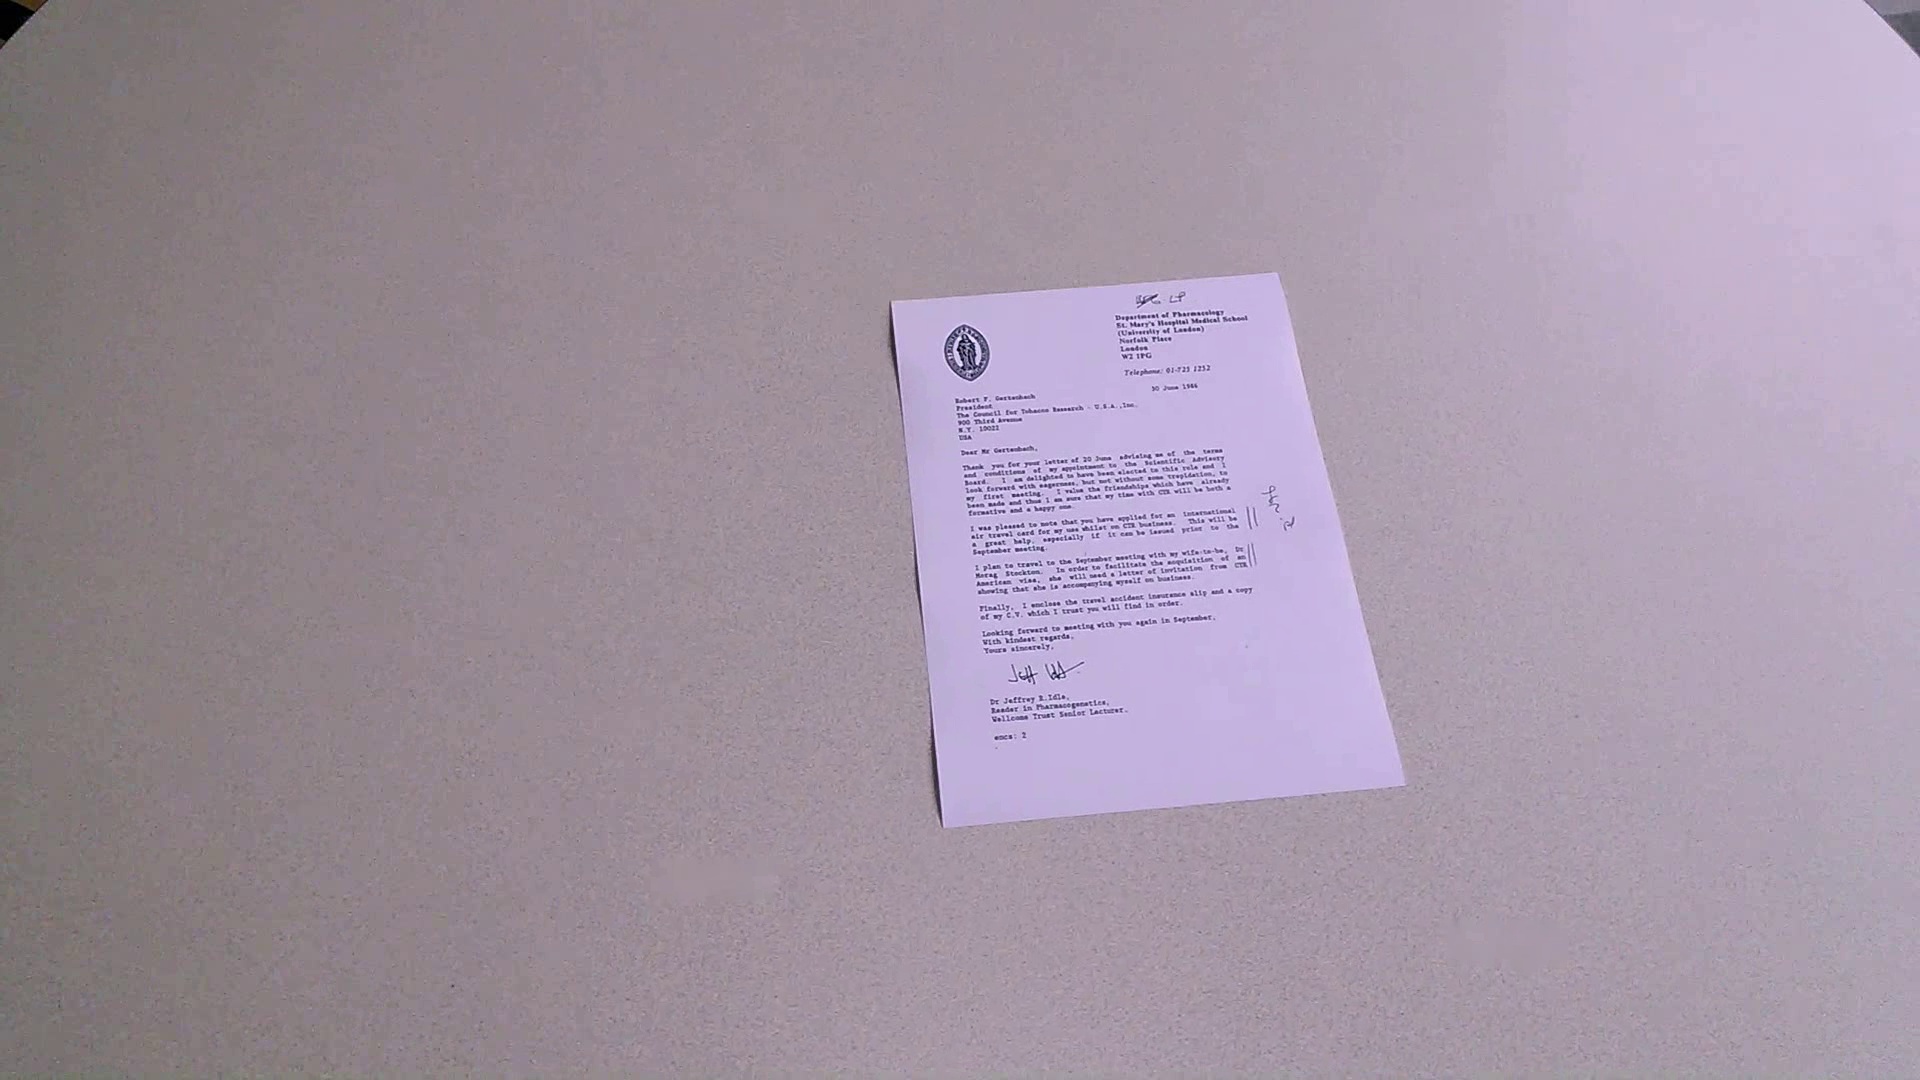 LP
Department of Pharmacology
St. Mary's Hospital Medical School
(University of London)
Norfolk Place
London
W2 1PG
Telephone: 01-723 1252
30 June 1986
Robert F. Gertenbach
President
The Council for Tobacco Research - U.S.A.,Inc.
900 Third Avenue
N.Y. 10022
USA
Dear Mr Gertenbach,
Thank you for your letter of 20 June advising me of the terms
and conditions of my appointment to the Scientific Advisory
Board. I am delighted to have been elected to this role and I
look forward with eagerness, but not without some trepidation, to
my first meeting. I value the friendships which have already
been made and thus I am sure that my time with CTR will be both a
formative and a happy one.
I was pleased to note that you have applied for an international
air travel card for my use whilst on CTR business. This will be
a great help, especially if it can be issued prior to the
September meeting.
I plan to travel to the September meeting with my wife-to-be, Dr
Morag Stockton. In order to facilitate the acquisition of an
American visa, she will need a letter of invitation from CTR
showing that she is accompanying myself on business.
Finally, I enclose the travel accident insurance slip and a copy
of my C.V. which I trust you will find in order.
Looking forward to meeting with you again in September,
With kindest regards,
Yours sincerely,
Dr Jeffrey R.Idle,
Reader in Pharmacogenetics,
Wellcome Trust Senior Lecturer.
encs: 2